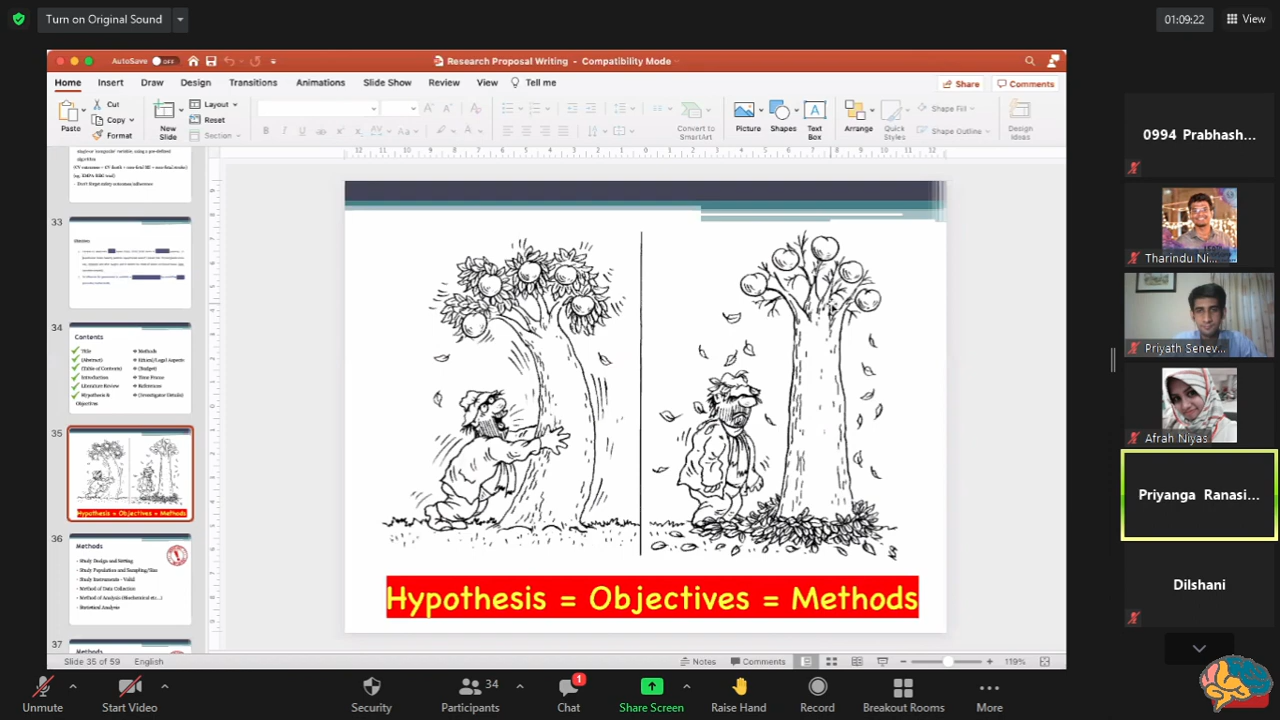 Turn on Original Sound
01:09:22
View
AutoSave OFF
Research Proposal Writing - Compatibility Mode
Home Insert Draw Design Transitions Animations Slide Show Review View Tell me
Share Comments
Paste
Cut
Copy
Format
New Slide
Layout
Reset
Section
Convert to SmartArt
Picture
Shapes
Text Box
Arrange
Quick Styles
Shape Fill
Shape Outline
Design Ideas
33
34
Contents
Title
(Abstract)
(Table of Contents)
Introduction
Literature Review
Hypothesis & Objectives
Methods
Ethical/Legal Aspects
(Budget)
Time Frame
References
(Investigator Details)
35
Hypothesis = Objectives = Methods
36
Methods
- Study Design and Setting
- Study Population and Sampling/Size
- Study Instruments - Valid
- Method of Data Collection
- Method of Analysis (Biochemical etc...)
- Statistical Analysis
37
Methods
Hypothesis = Objectives = Methods
Slide 35 of 59
English
Notes
Comments
119%
0994 Prabhash...
Tharindu Ni...
Priyath Senev...
Afrah Niyas
Priyanga Ranasi...
Dilshani
Unmute
Start Video
Security
Participants
34
Chat
1
Share Screen
Raise Hand
Record
Breakout Rooms
More